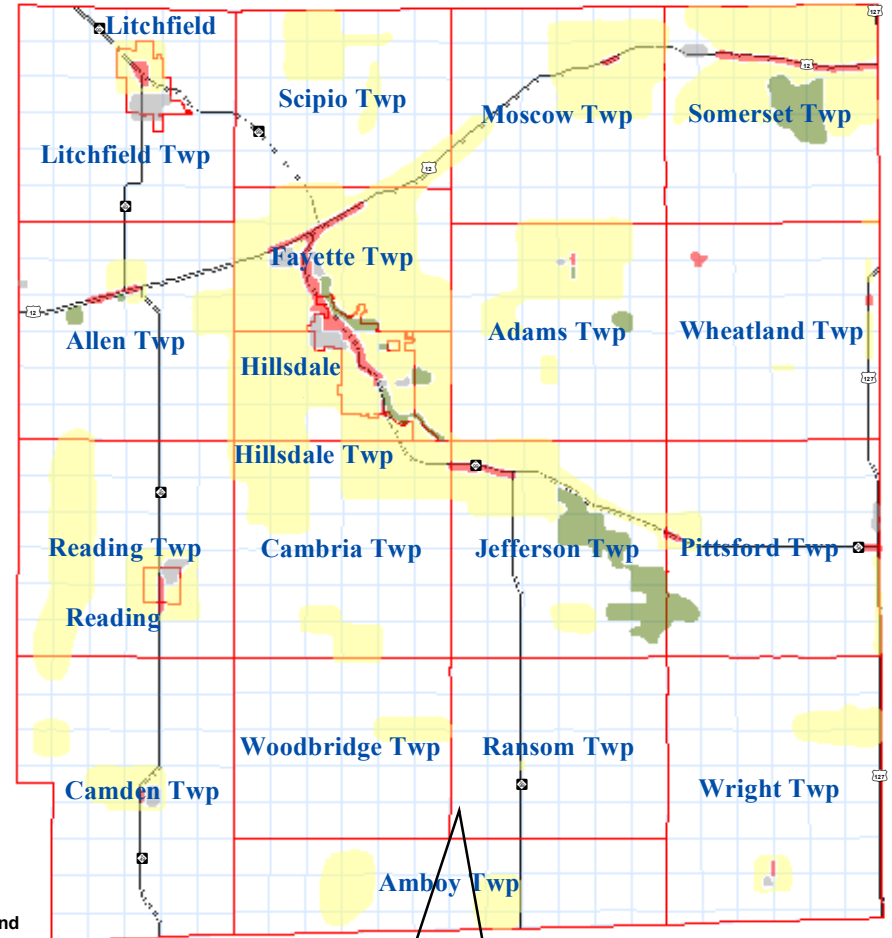 127
Litchfield
12
Scipio Twp
Moscow Twp
Somerset Twp
Litchfield Twp
12
Fayette Twp
12
Allen Twp
Adams Twp
Wheatland Twp
Hillsdale
127
Hillsdale Twp
Reading Twp
Cambria Twp
Jefferson Twp
Pittsford Twp
Reading
Woodbridge Twp
Ransom Twp
Camden Twp
Wright Twp
127
Amboy Twp
nd